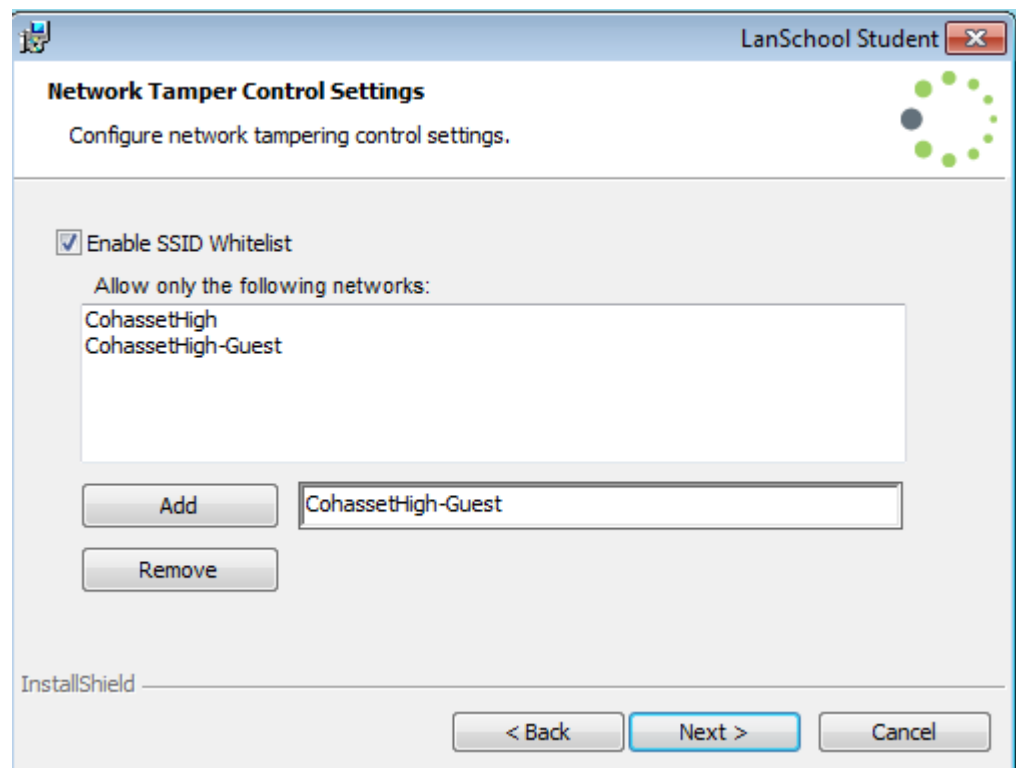 LanSchool Student
Network Tamper Control Settings
Configure network tampering control settings.
Enable SSID Whitelist
Allow only the following networks:
CohassetHigh
CohassetHigh-Guest
Add
CohassetHigh-Guest
Remove
InstallShield
< Back
Next >
Cancel